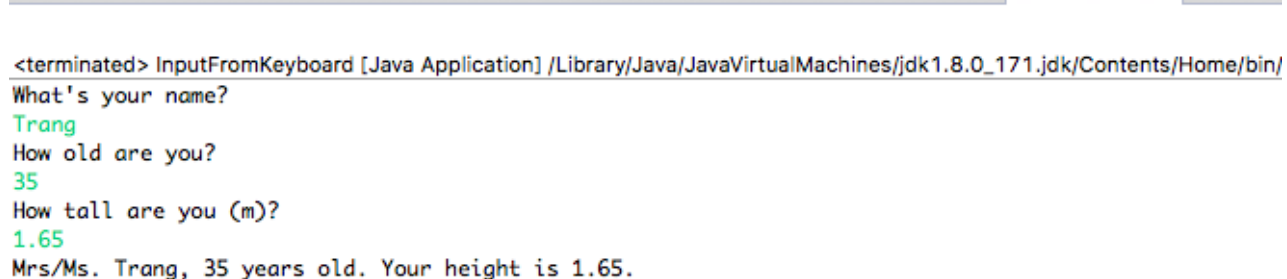 <terminated> InputFromKeyboard [Java Application] /Library/Java/JavaVirtualMachines/jdk1.8.0_171.jdk/Contents/Home/bin/
What's your name?
Trang
How old are you?
35
How tall are you (m)?
1.65
Mrs/Ms. Trang, 35 years old. Your height is 1.65.